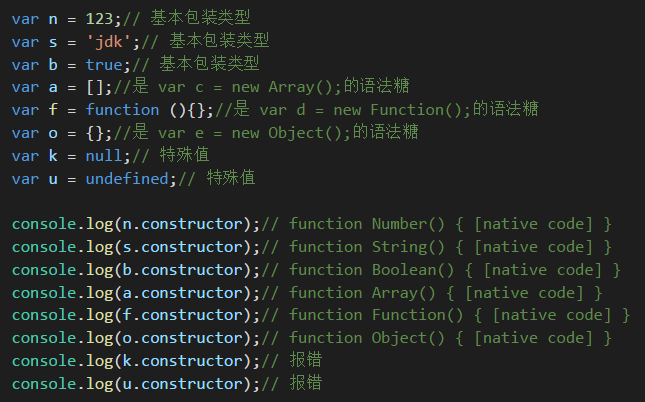 var n = 123;// 基本包装类型
var s = 'jdk';// 基本包装类型
var b = true;// 基本包装类型
var a = [];//是 var c = new Array();的语法糖
var f = function (){};//是 var d = new Function();的语法糖
var o = {};//是 var e = new Object();的语法糖
var k = null;// 特殊值
var u = undefined;// 特殊值
console.log(n.constructor);// function Number() { [native code] }
console.log(s.constructor);// function String() { [native code] }
console.log(b.constructor);// function Boolean() { [native code] }
console.log(a.constructor);// function Array() { [native code] }
console.log(f.constructor);// function Function() { [native code] }
console.log(o.constructor);// function Object() { [native code] }
console.log(k.constructor);// 报错
console.log(u.constructor);// 报错